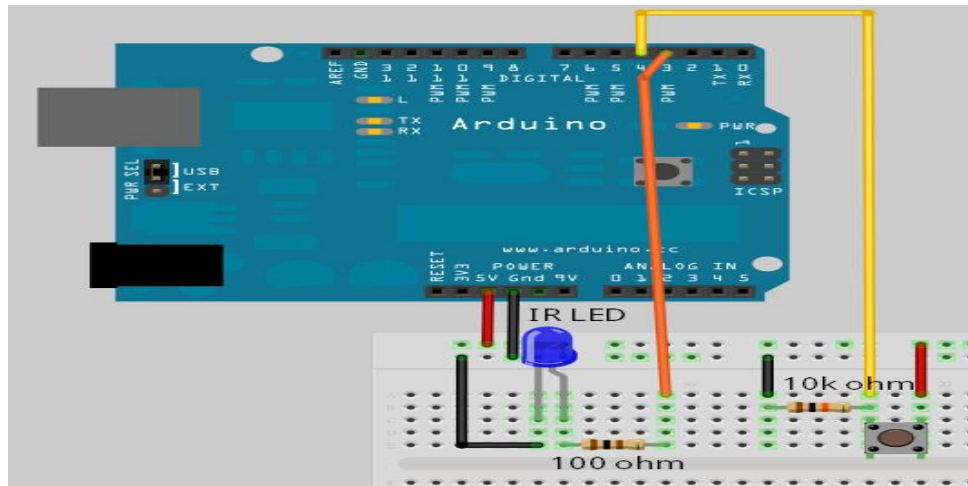 AREF
GND
13
12
PWM 11
PWM 10
PWM 9
8
7
PWM 6
PWM 5
4
PWM 3
2
TX 1
RX 0
DIGITAL
L
TX
RX
Arduino
PWR
1
ICSP
PWR SEL
USB
EXT
www.arduino.cc
POWER
ANALOG IN
RESET
3V3
5V Gnd 9V
0 1 2 3 4 5
IR LED
10k ohm
100 ohm